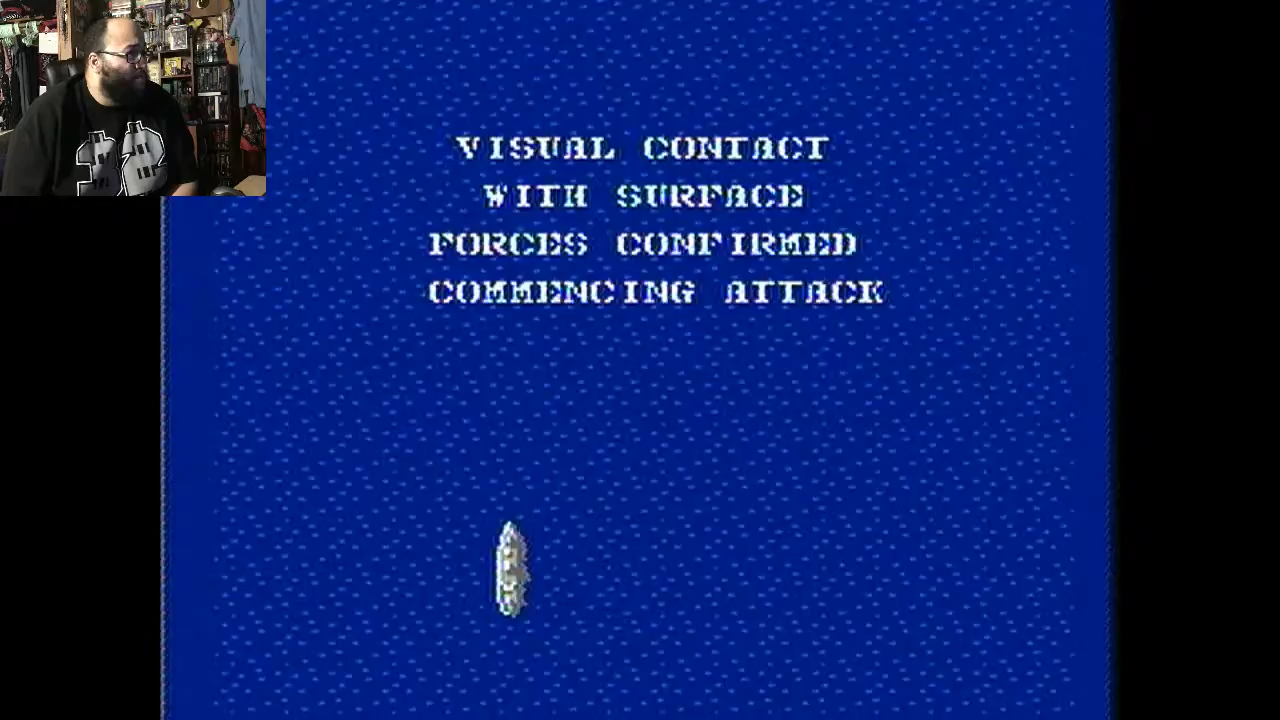 VISUAL CONTACT
WITH SURFACE
FORCES CONFIRMED
COMMENCING ATTACK